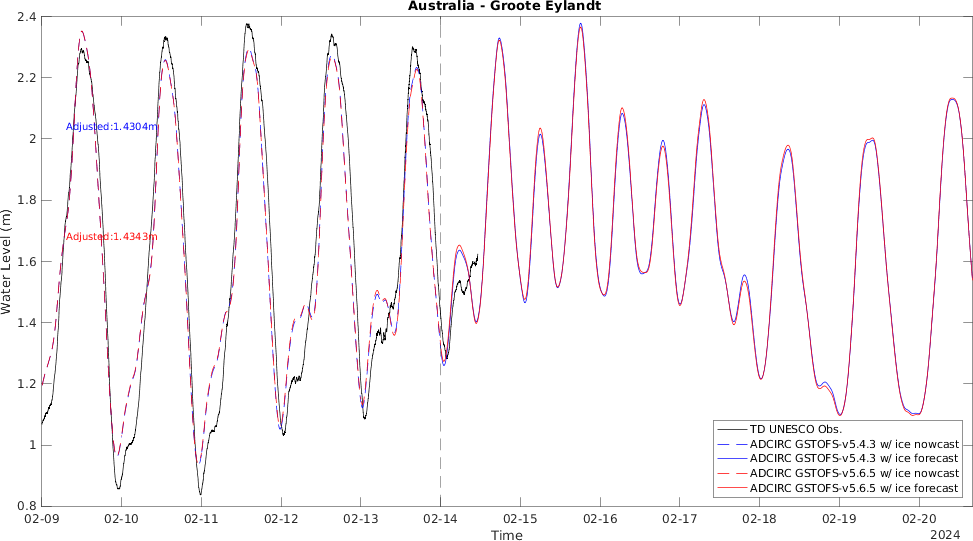 Australia - Groote Eylandt
2.4
2.2
2
1.8
1.6
1.4
1.2
1
0.8
Water Level (m)
Adjusted:1.4304m
Adjusted:1.4343m
TD UNESCO Obs.
ADCIRC GSTOFS-v5.4.3 w/ ice nowcast
ADCIRC GSTOFS-v5.4.3 w/ ice forecast
ADCIRC GSTOFS-v5.6.5 w/ ice nowcast
ADCIRC GSTOFS-v5.6.5 w/ ice forecast
02-09 02-10 02-11 02-12 02-13 02-14 02-15 02-16 02-17 02-18 02-19 02-20
Time
2024